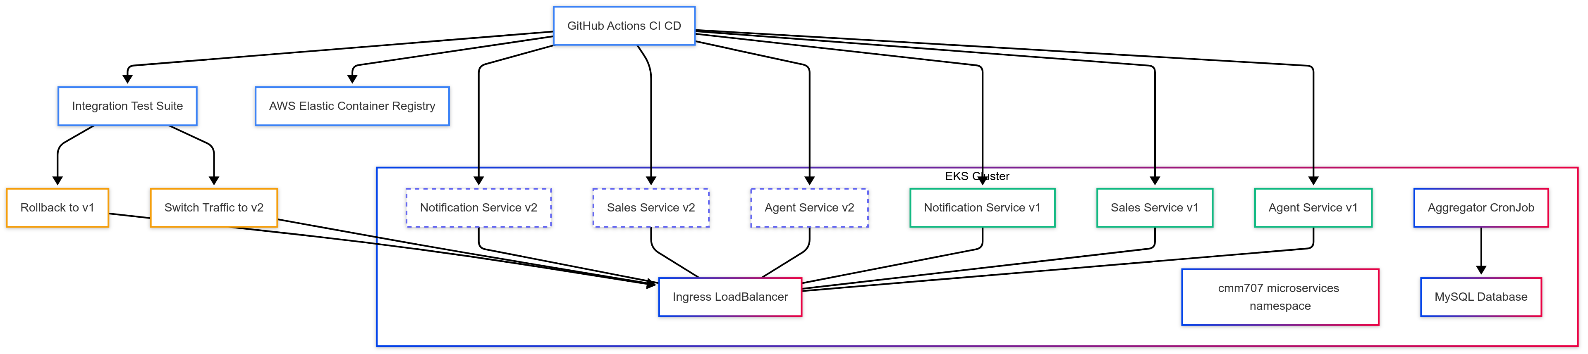 GitHub Actions CI CD
Integration Test Suite
AWS Elastic Container Registry
EKS Cluster
Rollback to v1
Switch Traffic to v2
Notification Service v2
Sales Service v2
Agent Service v2
Notification Service v1
Sales Service v1
Agent Service v1
Aggregator CronJob
Ingress LoadBalancer
cmm707 microservices
namespace
MySQL Database